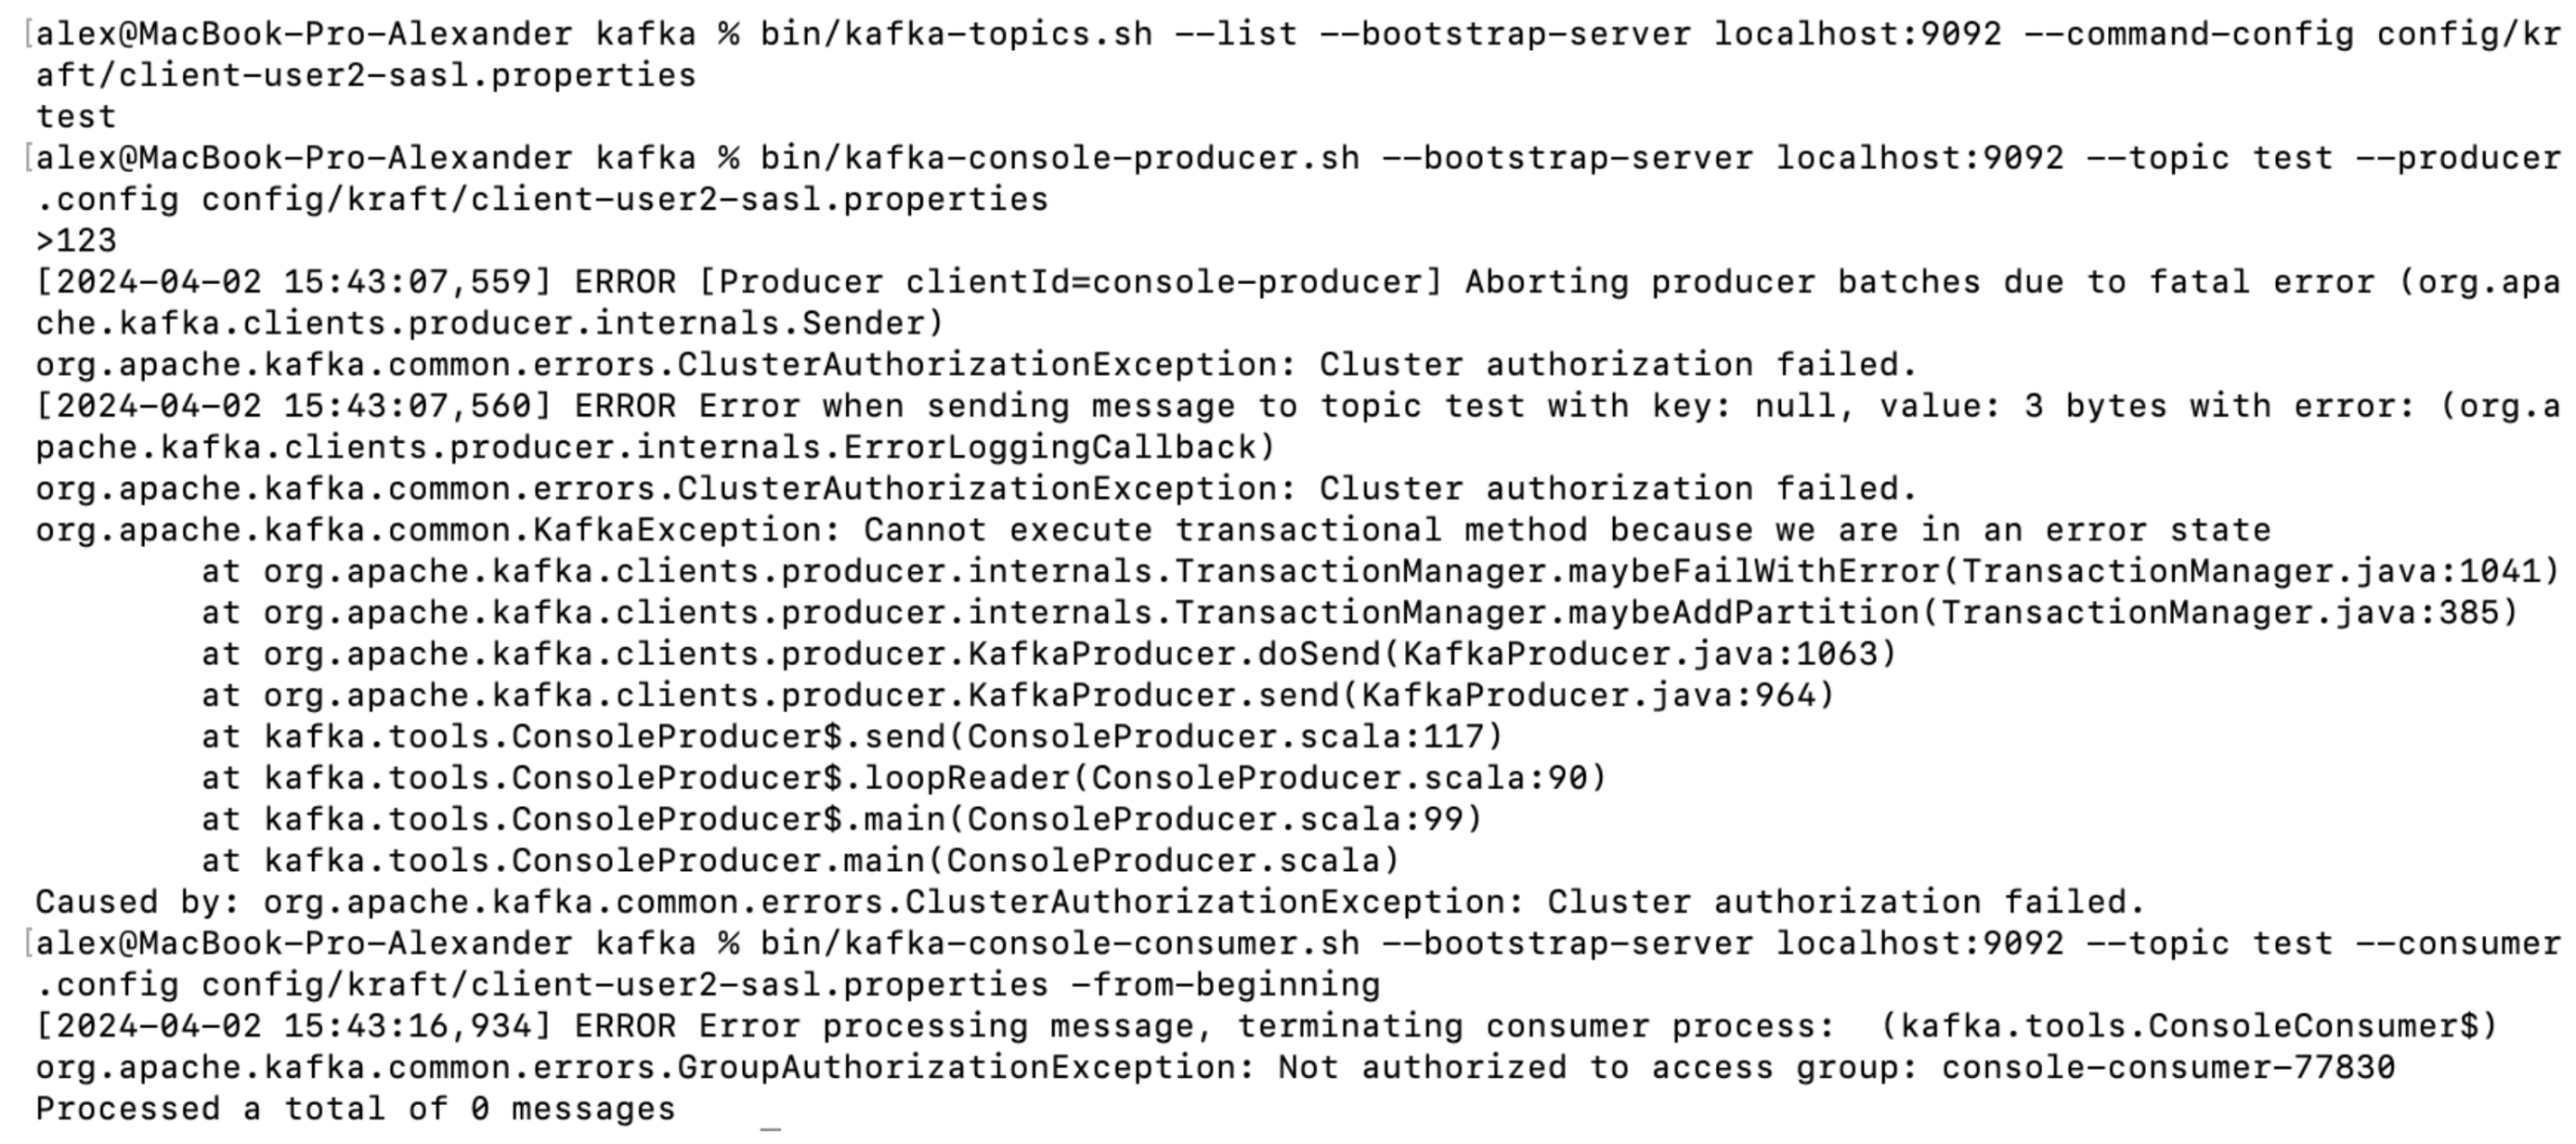 [alex@MacBook-Pro-Alexander kafka % bin/kafka-topics.sh --list --bootstrap-server localhost:9092 --command-config config/kr
aft/client-user2-sasl.properties
test
[alex@MacBook-Pro-Alexander kafka % bin/kafka-console-producer.sh --bootstrap-server localhost:9092 --topic test --producer
.config config/kraft/client-user2-sasl.properties
>123
[2024-04-02 15:43:07,559] ERROR [Producer clientId=console-producer] Aborting producer batches due to fatal error (org.apa
che.kafka.clients.producer.internals.Sender)
org.apache.kafka.common.errors.ClusterAuthorizationException: Cluster authorization failed.
[2024-04-02 15:43:07,560] ERROR Error when sending message to topic test with key: null, value: 3 bytes with error: (org.a
pache.kafka.clients.producer.internals.ErrorLoggingCallback)
org.apache.kafka.common.errors.ClusterAuthorizationException: Cluster authorization failed.
org.apache.kafka.common.KafkaException: Cannot execute transactional method because we are in an error state
        at org.apache.kafka.clients.producer.internals.TransactionManager.maybeFailWithError(TransactionManager.java:1041)
        at org.apache.kafka.clients.producer.internals.TransactionManager.maybeAddPartition(TransactionManager.java:385)
        at org.apache.kafka.clients.producer.KafkaProducer.doSend(KafkaProducer.java:1063)
        at org.apache.kafka.clients.producer.KafkaProducer.send(KafkaProducer.java:964)
        at kafka.tools.ConsoleProducer$.send(ConsoleProducer.scala:117)
        at kafka.tools.ConsoleProducer$.loopReader(ConsoleProducer.scala:90)
        at kafka.tools.ConsoleProducer$.main(ConsoleProducer.scala:99)
        at kafka.tools.ConsoleProducer.main(ConsoleProducer.scala)
Caused by: org.apache.kafka.common.errors.ClusterAuthorizationException: Cluster authorization failed.
[alex@MacBook-Pro-Alexander kafka % bin/kafka-console-consumer.sh --bootstrap-server localhost:9092 --topic test --consumer
.config config/kraft/client-user2-sasl.properties -from-beginning
[2024-04-02 15:43:16,934] ERROR Error processing message, terminating consumer process:  (kafka.tools.ConsoleConsumer$)
org.apache.kafka.common.errors.GroupAuthorizationException: Not authorized to access group: console-consumer-77830
Processed a total of 0 messages